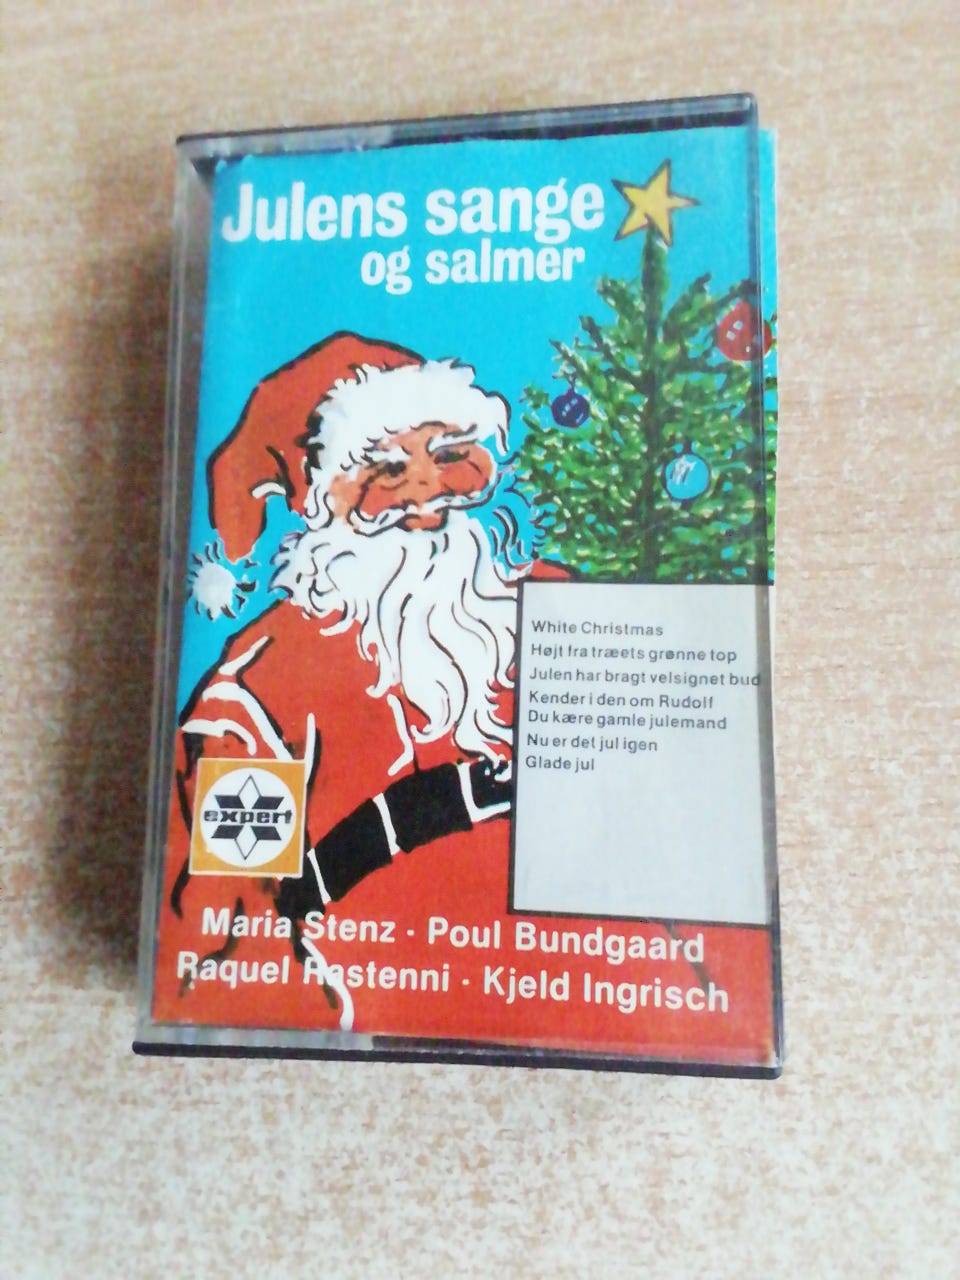 Julens sange
og salmer
White Christmas
Højt fra træets grønne top
Julen har bragt velsignet bud
Kender i den om Rudolf
Du kære gamle julemand
Nu er det jul igen
Glade jul
expert
Maria Stenz · Poul Bundgaard
Raquel Rastenni · Kjeld Ingrisch